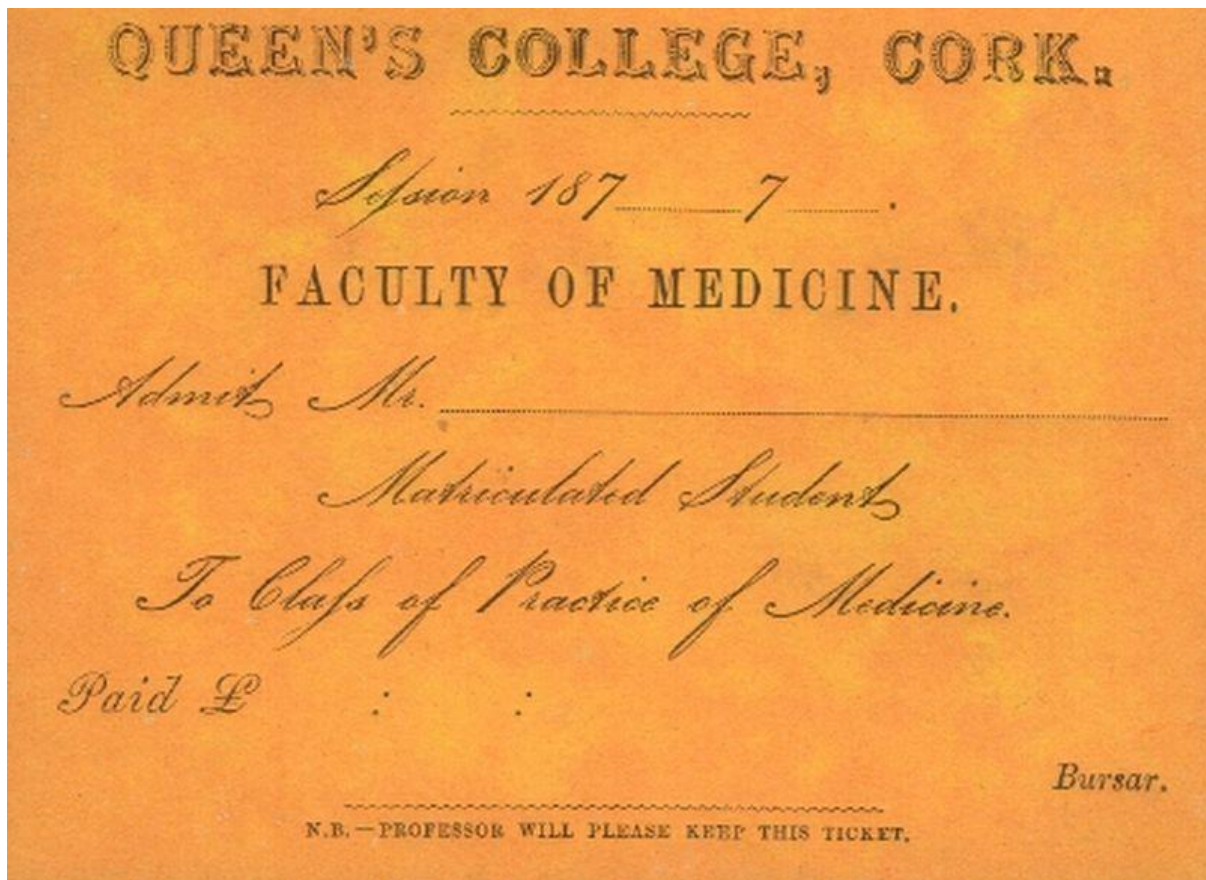 QUEEN'S COLLEGE, CORK.
Seſsion 187 7 .
FACULTY OF MEDICINE.
Admit Mr.
Matriculated Student
To Claſs of Practice of Medicine.
Paid £ : :
Bursar.
N.B.—PROFESSOR WILL PLEASE KEEP THIS TICKET.